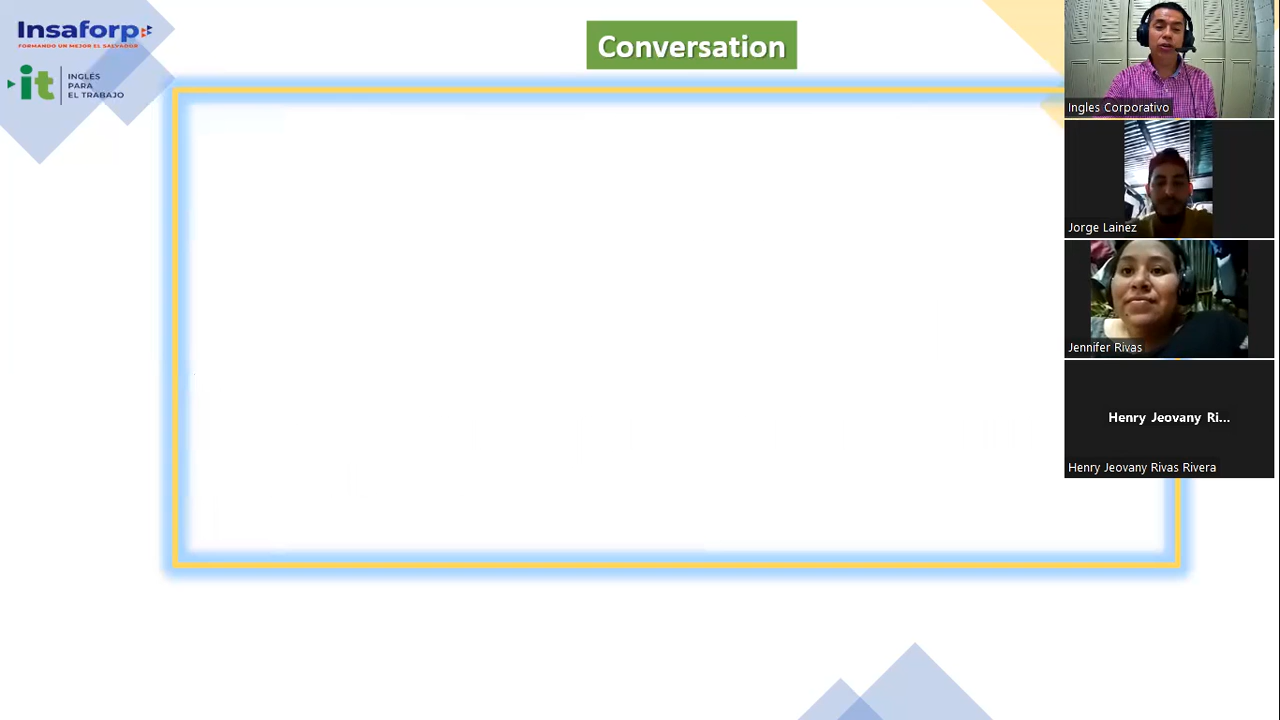 Insaforp
FORMANDO UN MEJOR EL SALVADOR
it
INGLÉS
PARA
EL TRABAJO
Conversation
Ingles Corporativo
Jorge Lainez
Jennifer Rivas
Henry Jeovany Ri...
Henry Jeovany Rivas Rivera